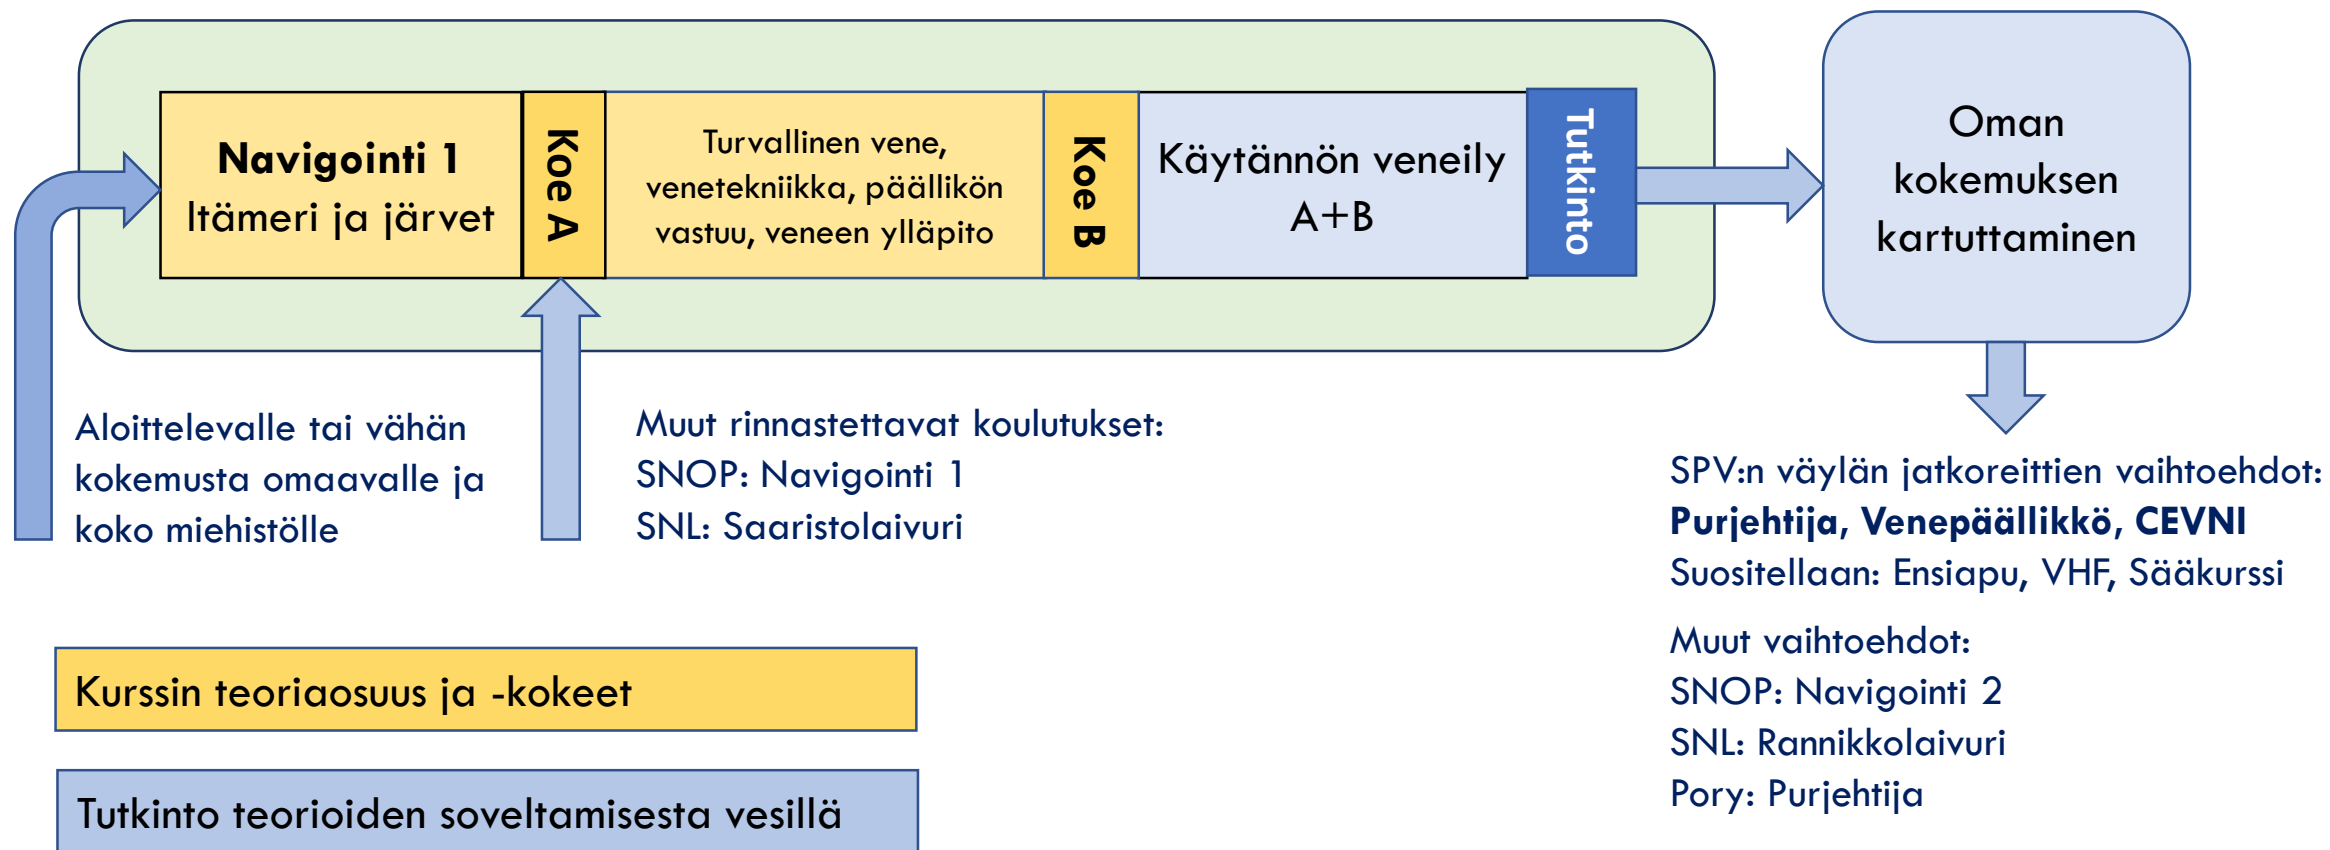 Navigointi 1
Itämeri ja järvet
Koe A
Turvallinen vene,
venetekniikka, päällikön
vastuu, veneen ylläpito
Koe B
Käytännön veneily
A+B
Tutkinto
Oman
kokemuksen
kartuttaminen
Aloittelevalle tai vähän
kokemusta omaavalle ja
koko miehistölle
Muut rinnastettavat koulutukset:
SNOP: Navigointi 1
SNL: Saaristolaivuri
SPV:n väylän jatkoreittien vaihtoehdot:
Purjehtija, Venepäällikkö, CEVNI
Suositellaan: Ensiapu, VHF, Sääkurssi
Muut vaihtoehdot:
SNOP: Navigointi 2
SNL: Rannikkolaivuri
Pory: Purjehtija
Kurssin teoriaosuus ja -kokeet
Tutkinto teorioiden soveltamisesta vesillä